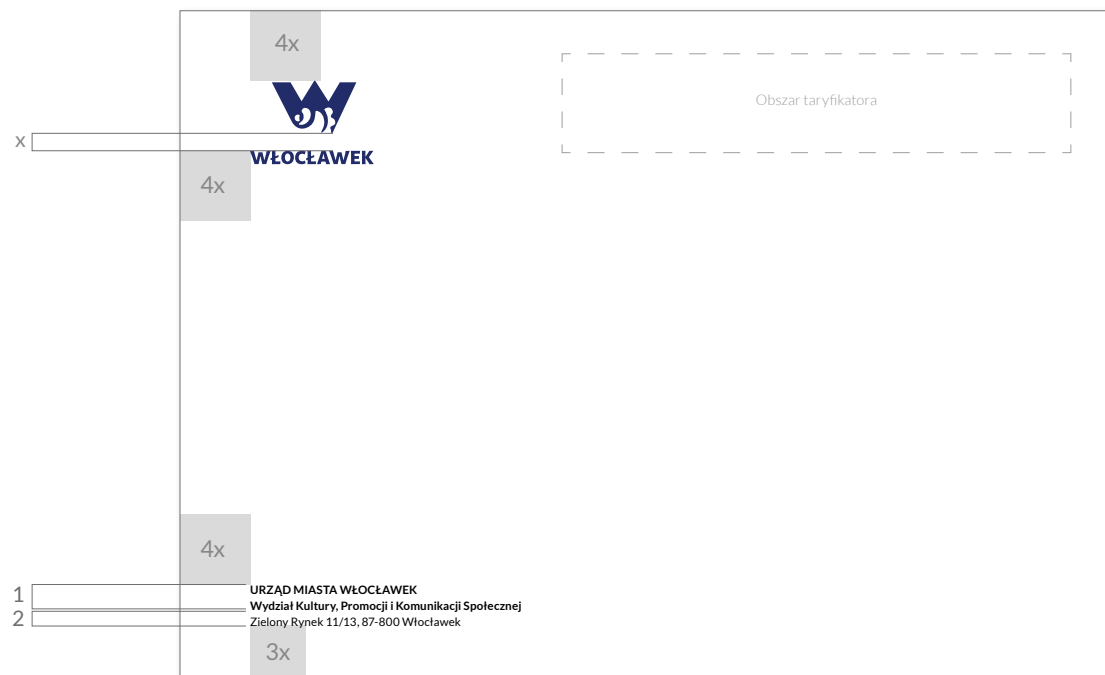 4x
Obszar taryfikatora
x
WŁOCŁAWEK
4x
4x
1
URZĄD MIASTA WŁOCŁAWEK
Wydział Kultury, Promocji i Komunikacji Społecznej
2
Zielony Rynek 11/13, 87-800 Włocławek
3x